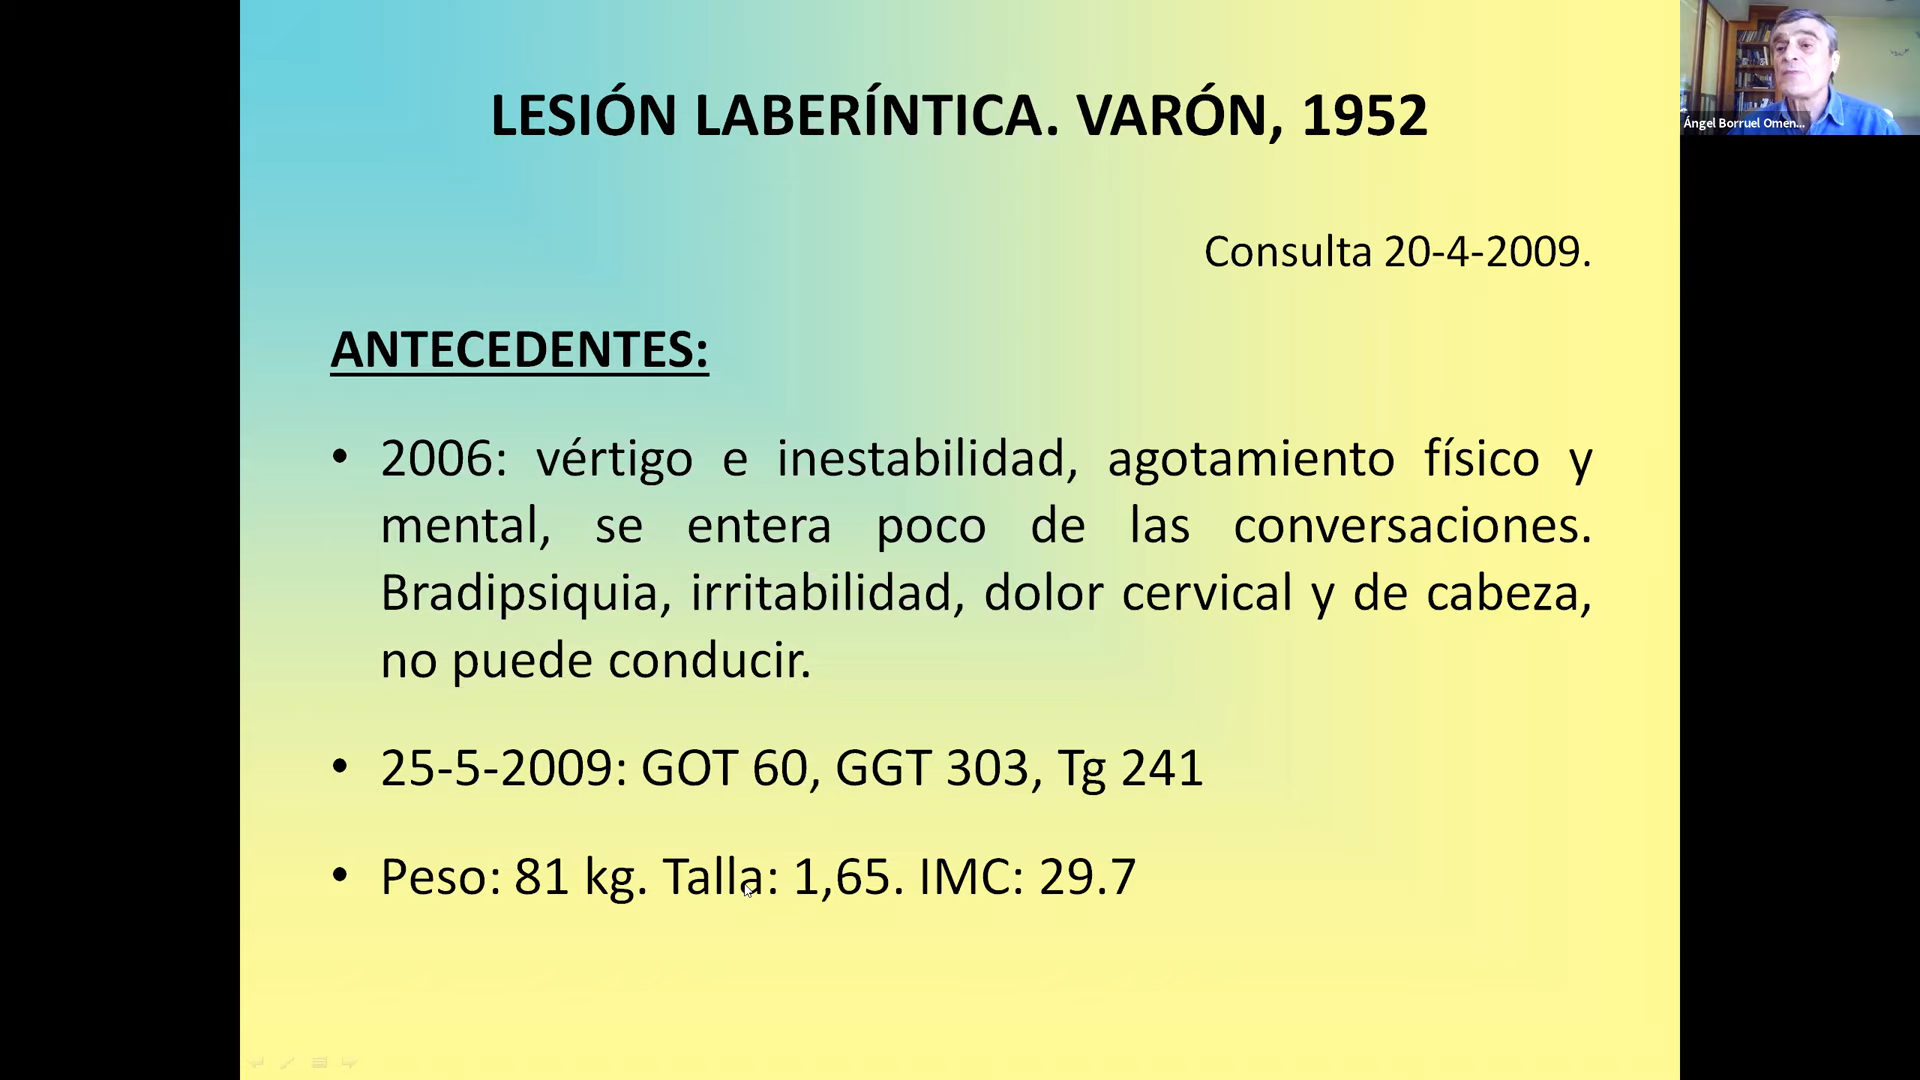 LESIÓN LABERÍNTICA. VARÓN, 1952
Ángel Borruel Omen...
Consulta 20-4-2009.
ANTECEDENTES:
• 2006: vértigo e inestabilidad, agotamiento físico y
mental, se entera poco de las conversaciones.
Bradipsiquia, irritabilidad, dolor cervical y de cabeza,
no puede conducir.
• 25-5-2009: GOT 60, GGT 303, Tg 241
• Peso: 81 kg. Talla: 1,65. IMC: 29.7